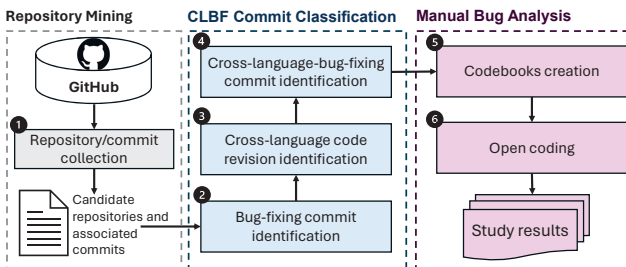 Repository Mining
GitHub
1
Repository/commit
collection
Candidate
repositories and
associated
commits
CLBF Commit Classification
4
Cross-language-bug-fixing
commit identification
3
Cross-language code
revision identification
2
Bug-fixing commit
identification
Manual Bug Analysis
5
Codebooks creation
6
Open coding
Study results